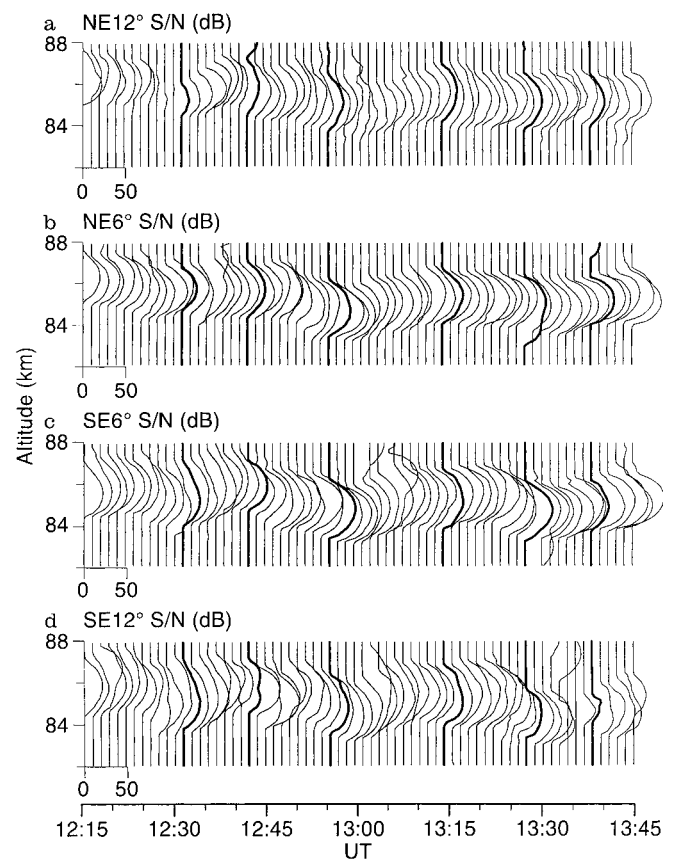 a NE12° S/N (dB)
88
84
0 50
b NE6° S/N (dB)
88
84
0 50
Altitude (km)
c SE6° S/N (dB)
88
84
0 50
d SE12° S/N (dB)
88
84
0 50
12:15 12:30 12:45 13:00 13:15 13:30 13:45
UT